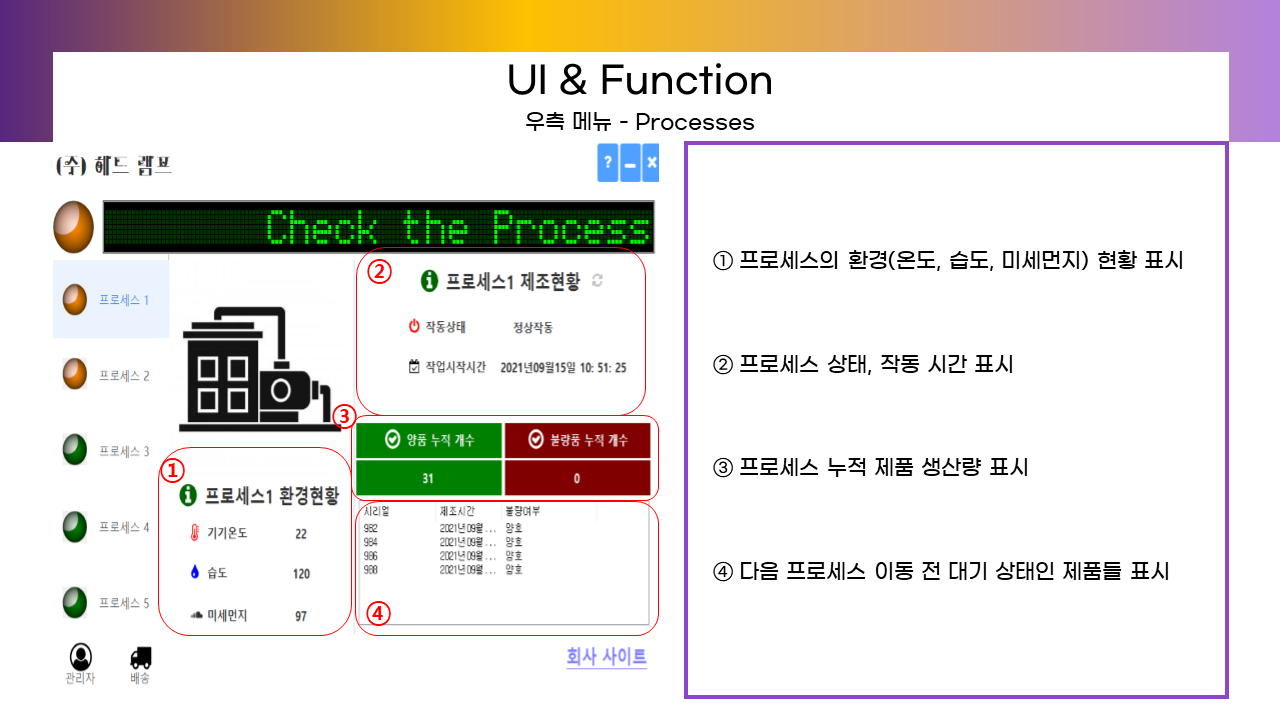 UI & Function
우측 메뉴 - Processes
(주) 헤드 램프
? − ×
Check the Process
프로세스 1
프로세스 2
프로세스 3
프로세스 4
프로세스 5
관리자
배송
②
프로세스1 제조현황
작동상태 정상작동
작업시작시간 2021년09월15일 10: 51: 25
③
양품 누적 개수 불량품 누적 개수
31 0
①
프로세스1 환경현황
기기온도 22
습도 120
미세먼지 97
시리얼 제조시간 불량여부
982 2021년09월... 양호
984 2021년09월... 양호
986 2021년09월... 양호
988 2021년09월... 양호
④
회사 사이트
① 프로세스의 환경(온도, 습도, 미세먼지) 현황 표시
② 프로세스 상태, 작동 시간 표시
③ 프로세스 누적 제품 생산량 표시
④ 다음 프로세스 이동 전 대기 상태인 제품들 표시